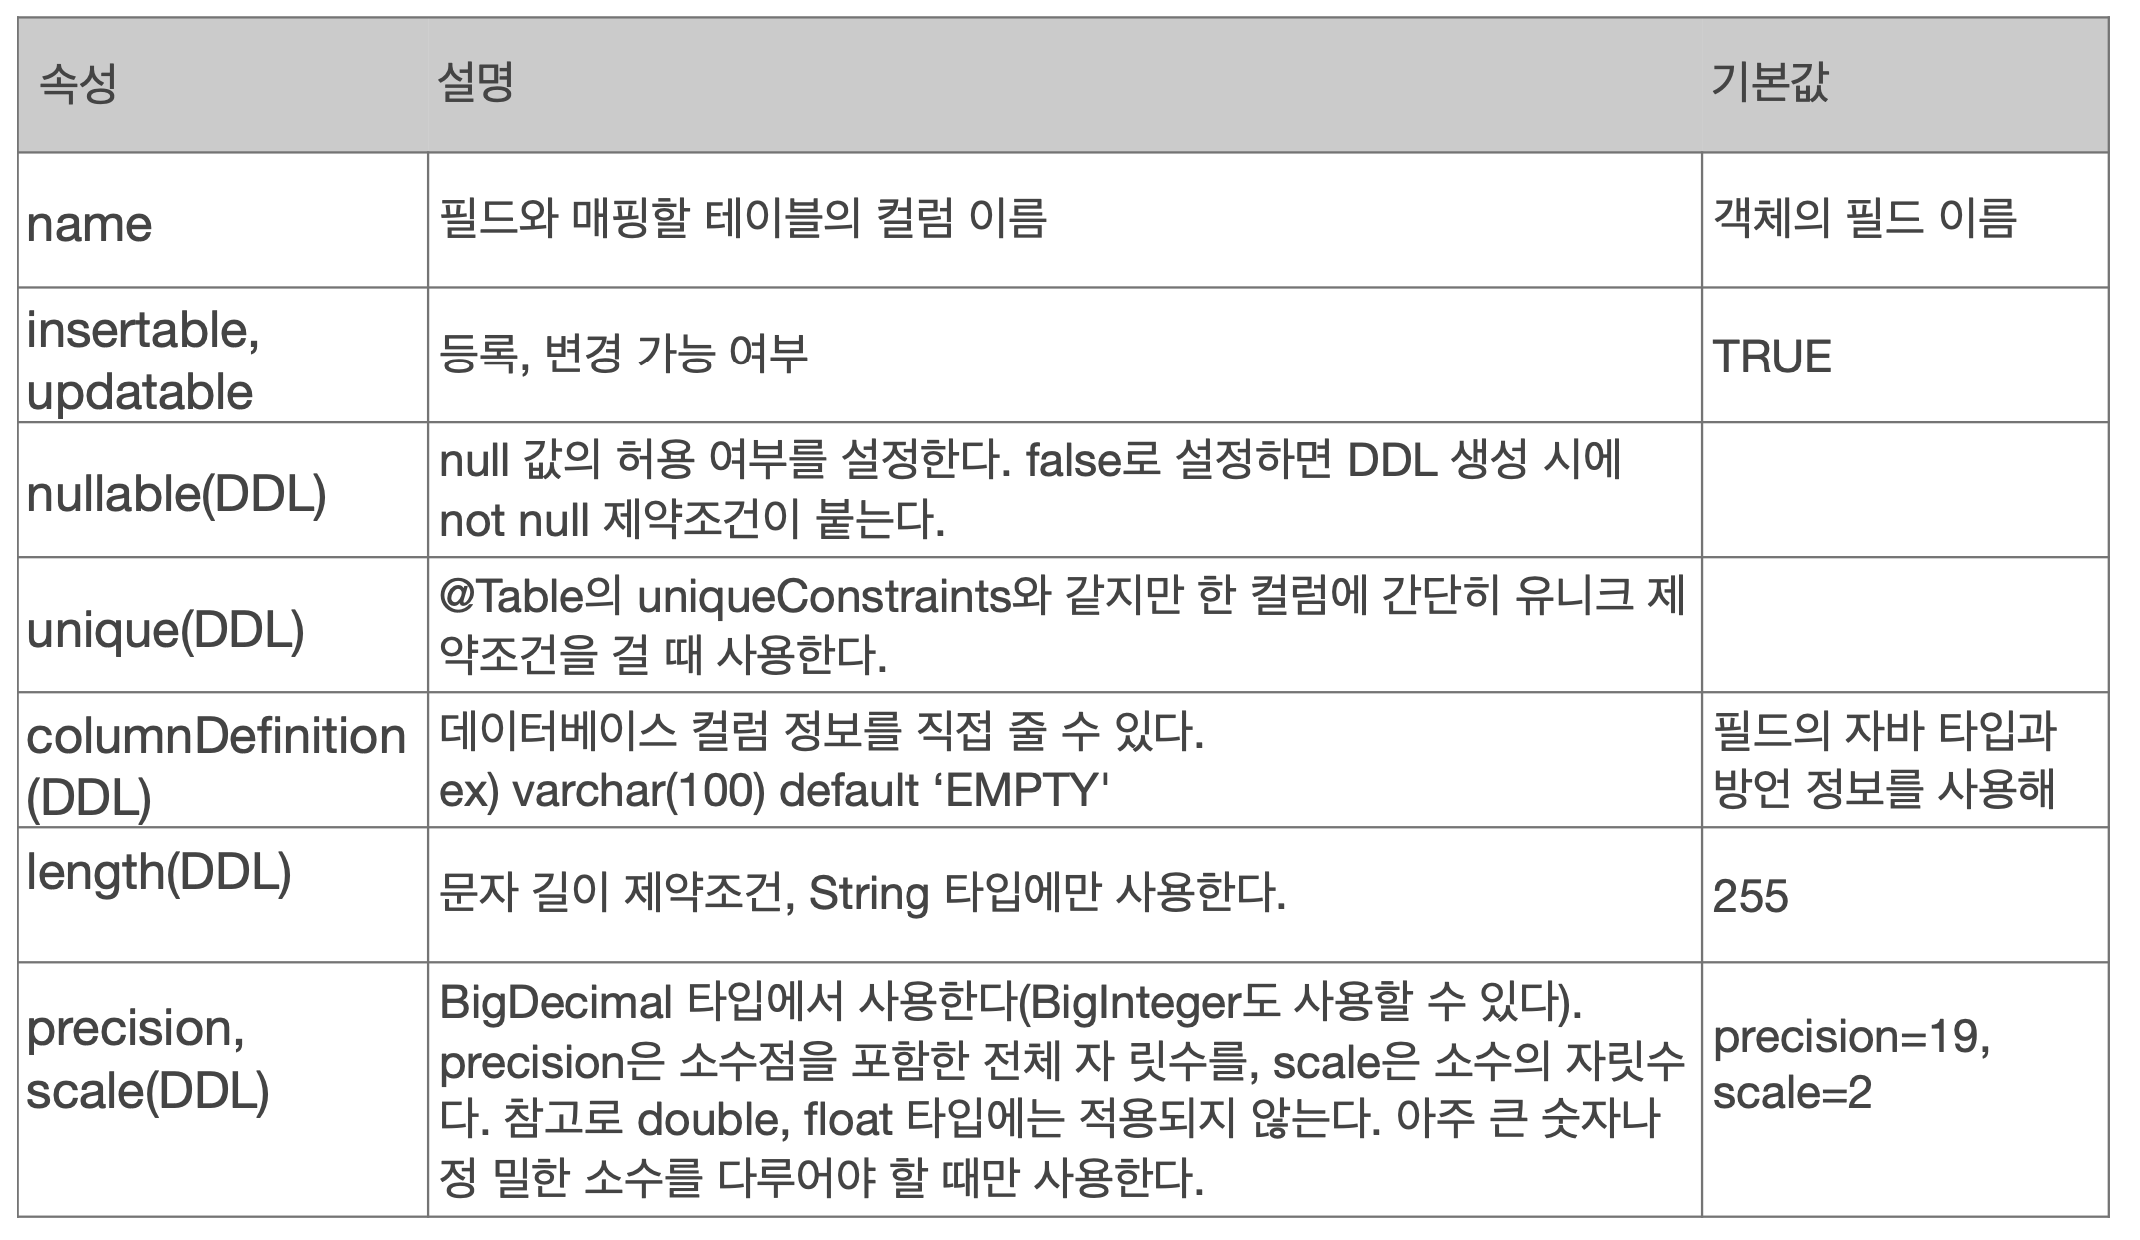 속성
설명
기본값
name
필드와 매핑할 테이블의 컬럼 이름
객체의 필드 이름
insertable,
updatable
등록, 변경 가능 여부
TRUE
nullable(DDL)
null 값의 허용 여부를 설정한다. false로 설정하면 DDL 생성 시에
not null 제약조건이 붙는다.
unique(DDL)
@Table의 uniqueConstraints와 같지만 한 컬럼에 간단히 유니크 제
약조건을 걸 때 사용한다.
columnDefinition
(DDL)
데이터베이스 컬럼 정보를 직접 줄 수 있다.
ex) varchar(100) default ‘EMPTY'
필드의 자바 타입과
방언 정보를 사용해
length(DDL)
문자 길이 제약조건, String 타입에만 사용한다.
255
precision,
scale(DDL)
BigDecimal 타입에서 사용한다(BigInteger도 사용할 수 있다).
precision은 소수점을 포함한 전체 자 릿수를, scale은 소수의 자릿수
다. 참고로 double, float 타입에는 적용되지 않는다. 아주 큰 숫자나
정 밀한 소수를 다루어야 할 때만 사용한다.
precision=19,
scale=2